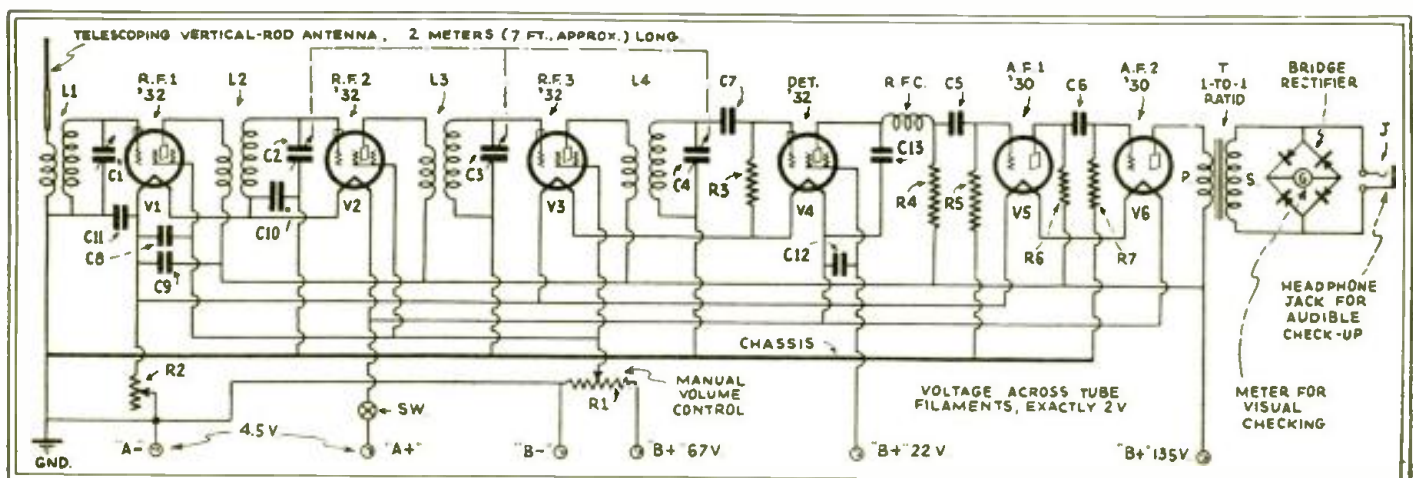 TELESCOPING VERTICAL-ROD ANTENNA, 2 METERS (7 FT., APPROX.) LONG
L1
R.F.1
'32
L2
R.F.2
'32
L3
R.F.3
'32
L4
C7
DET.
'32
R.F.C.
C5
A.F.1
'30
C6
A.F.2
'30
T
1-TO-1
RATIO
BRIDGE
RECTIFIER
J
C1
C2
C3
C4
R3
C13
R4
R5
P
S
G
V1
V2
V3
V4
V5
V6
C11
C10
C12
R6
R7
C8
C9
HEADPHONE
JACK FOR
AUDIBLE
CHECK-UP
CHASSIS
R2
MANUAL
VOLUME
CONTROL
R1
SW
VOLTAGE ACROSS TUBE
FILAMENTS, EXACTLY 2V
METER FOR
VISUAL
CHECKING
GND.
"A-"
4.5V
"A+"
"B-"
"B+" 67V
"B+" 22V
"B+" 135V